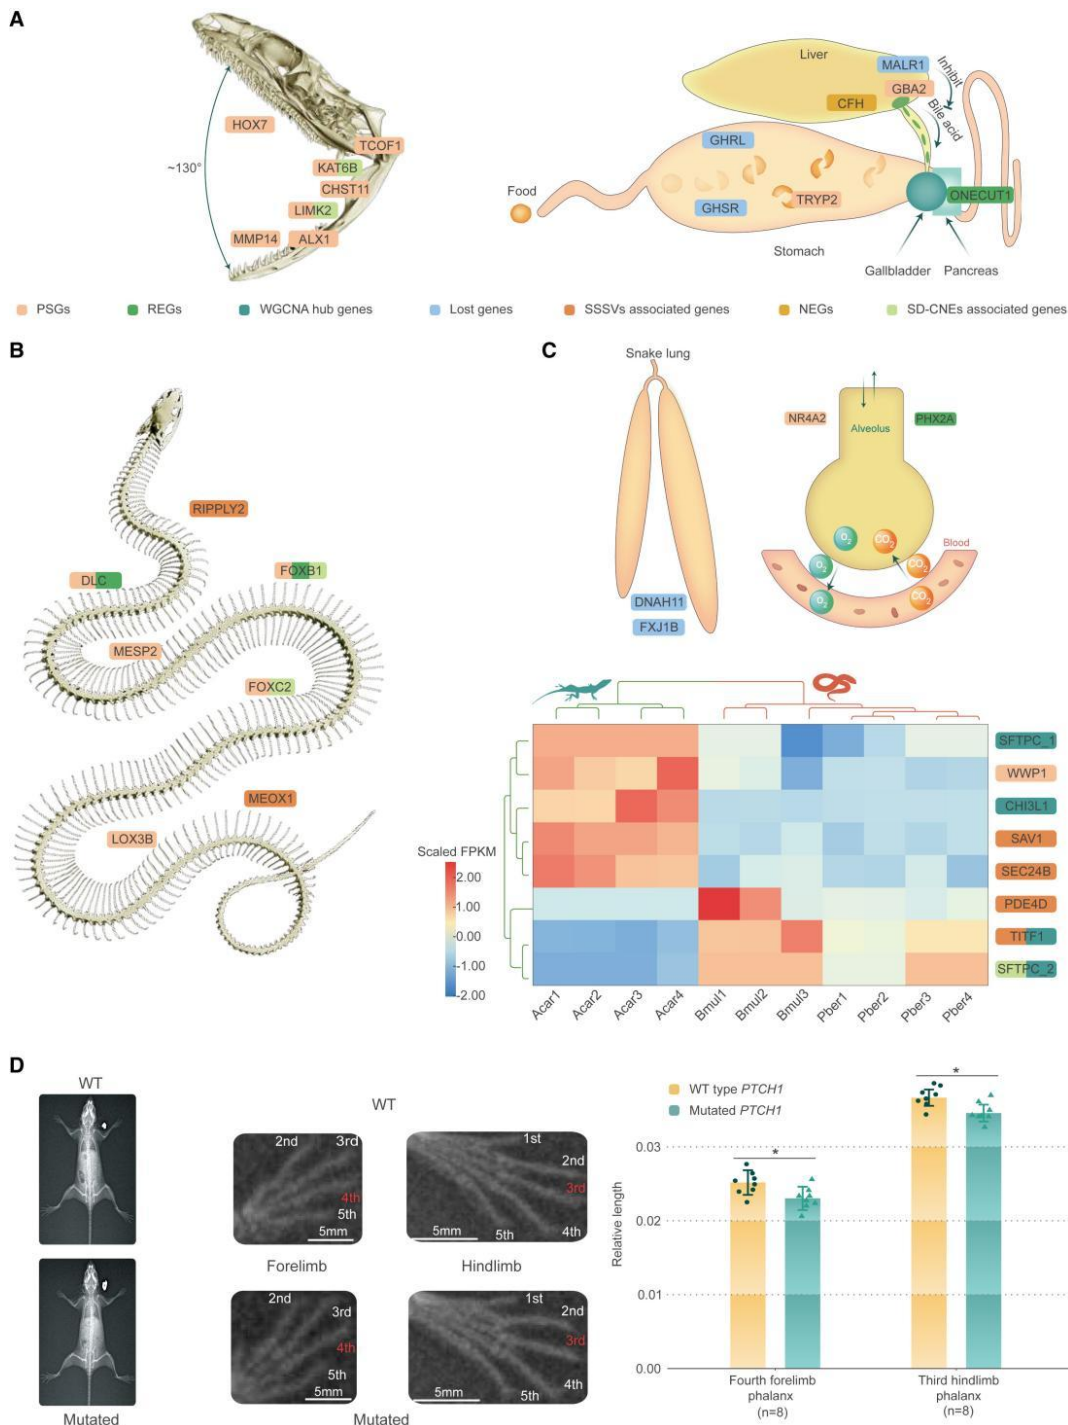 A
HOX7
TCOF1
KAT6B
CHST11
LIMK2
MMP14
ALX1
~130°
Liver
MALR1
GBA2
CFH
Inhibit
Bile acid
GHRL
GHSR
TRYP2
Food
ONECUT1
Stomach
Gallbladder
Pancreas
PSGs
REGs
WGCNA hub genes
Lost genes
SSSVs associated genes
NEGs
SD-CNEs associated genes
B
RIPPLY2
DLC
FOXB1
MESP2
FOXC2
MEOX1
LOX3B
C
Snake lung
DNAH11
FXJ1B
NR4A2
PHX2A
Alveolus
Blood
O2
CO2
O2
CO2
O2
CO2
SFTPC_1
WWP1
CHI3L1
SAV1
SEC24B
PDE4D
TITF1
SFTPC_2
Scaled FPKM
2.00
1.00
0.00
-1.00
-2.00
Acar1
Acar2
Acar3
Acar4
Bmul1
Bmul2
Bmul3
Pber1
Pber2
Pber3
Pber4
D
WT
Mutated
WT
2nd
3rd
4th
5th
5mm
1st
2nd
3rd
4th
5th
5mm
Forelimb
Hindlimb
2nd
3rd
4th
5th
5mm
1st
2nd
3rd
4th
5th
5mm
Mutated
WT type PTCH1
Mutated PTCH1
*
*
Relative length
0.03
0.02
0.01
0.00
Fourth forelimb
phalanx
(n=8)
Third hindlimb
phalanx
(n=8)